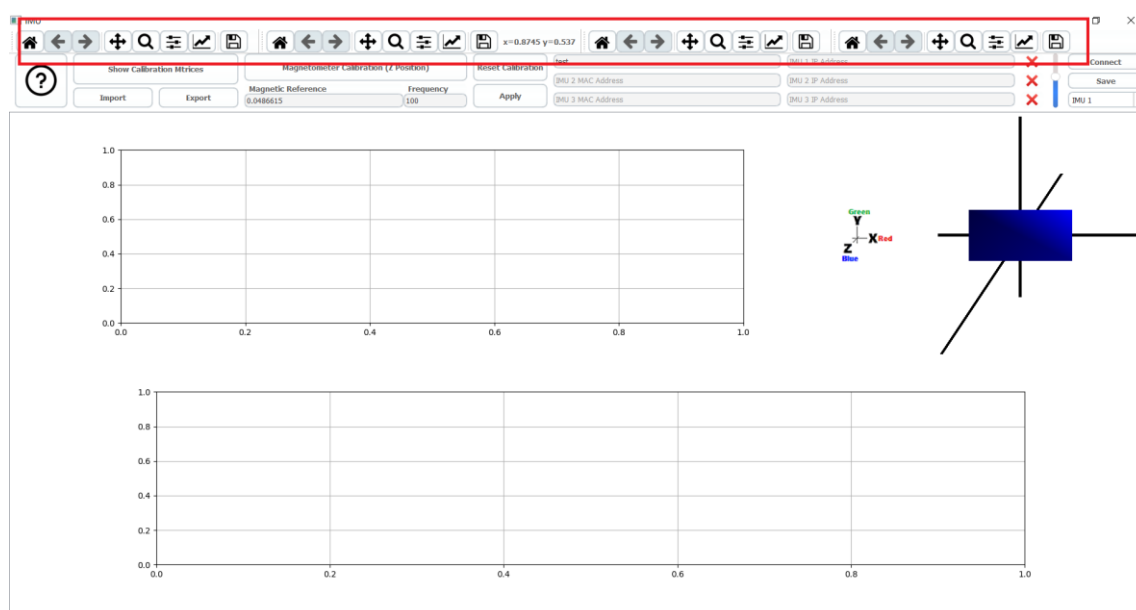 IMU
x=0.8745 y=0.537
Show Calibration Mtrices
Magnetometer Calibration (Z Position)
Reset Calibration
test
IMU 1 IP Address
Connect
IMU 2 MAC Address
IMU 2 IP Address
Save
Import
Export
Magnetic Reference
Frequency
0.0486615
100
Apply
IMU 3 MAC Address
IMU 3 IP Address
IMU 1
1.0
0.8
0.6
0.4
0.2
0.0
0.0 0.2 0.4 0.6 0.8 1.0
Green
Y
X Red
Z
Blue
1.0
0.8
0.6
0.4
0.2
0.0
0.0 0.2 0.4 0.6 0.8 1.0